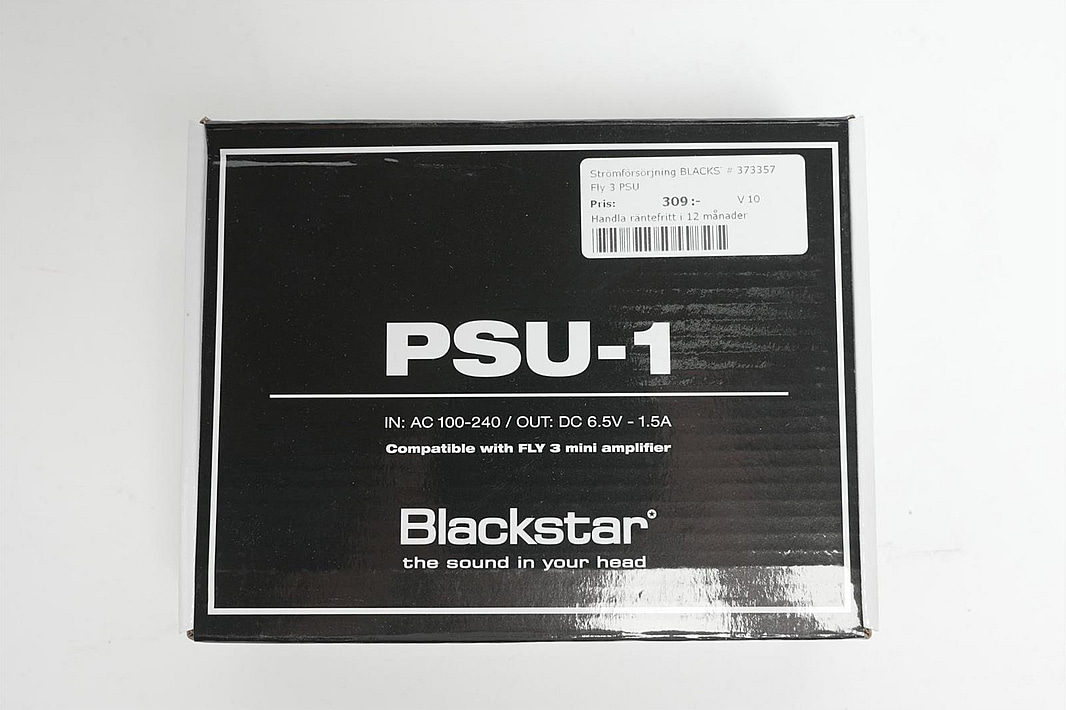 Strömförsörjning BLACKS # 373357
Fly 3 PSU
Pris: 309:- V 10
Handla räntefritt i 12 månader
PSU-1
IN: AC 100-240 / OUT: DC 6.5V - 1.5A
Compatible with FLY 3 mini amplifier
Blackstar
the sound in your head